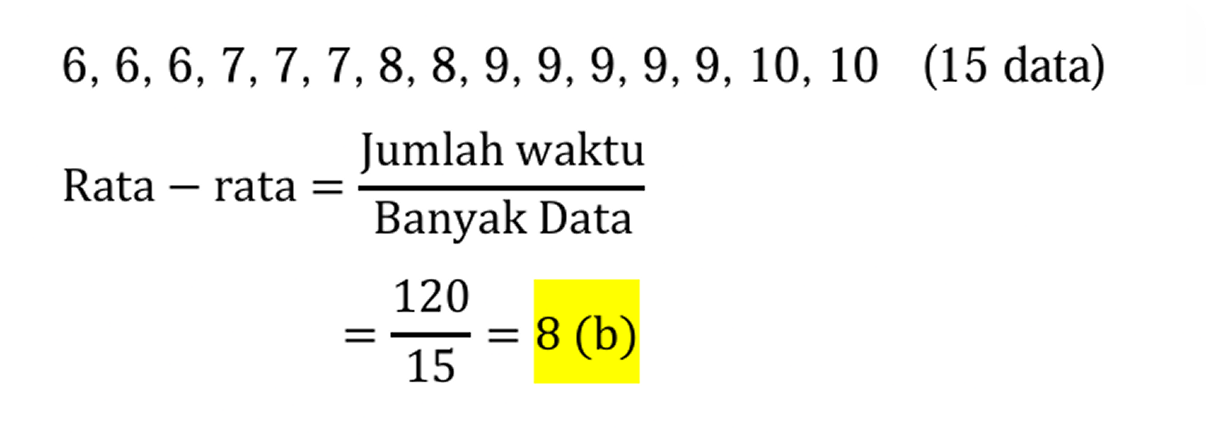 6, 6, 6, 7, 7, 7, 8, 8, 9, 9, 9, 9, 9, 10, 10 (15 data)
Rata − rata = Jumlah waktu / Banyak Data
= 120 / 15 = 8 (b)